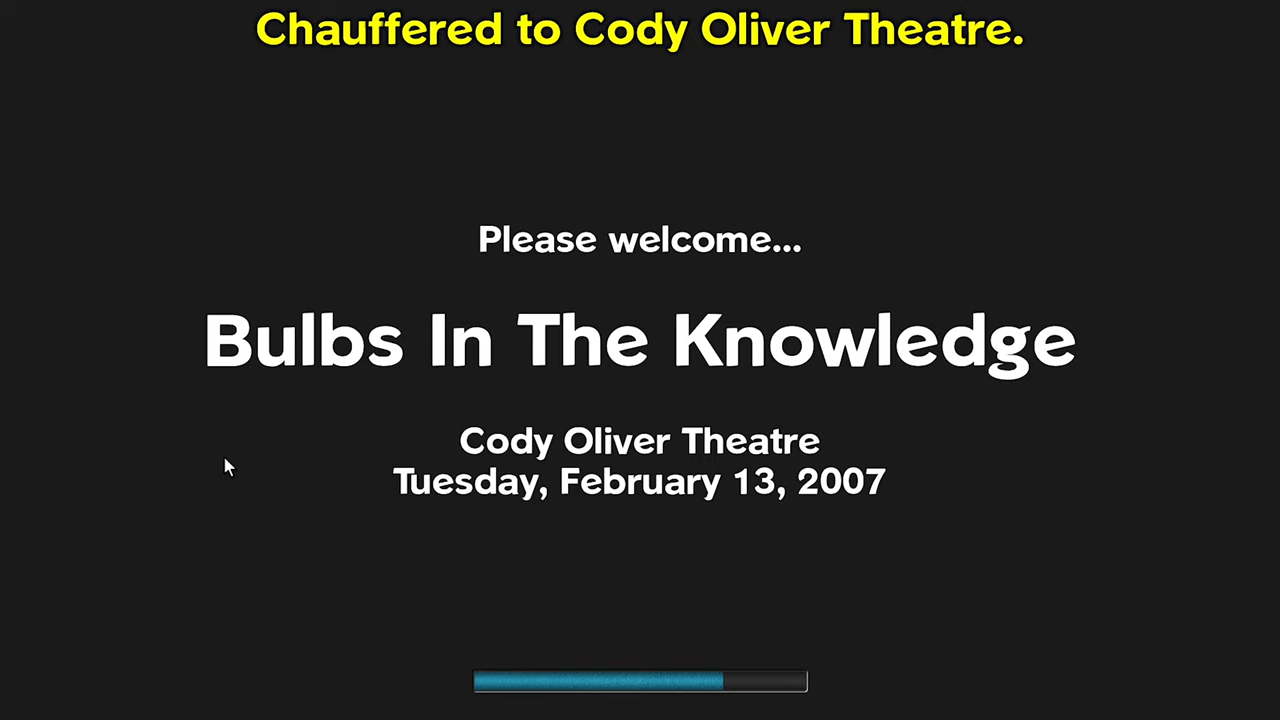 Chauffered to Cody Oliver Theatre.
Please welcome...
Bulbs In The Knowledge
Cody Oliver Theatre
Tuesday, February 13, 2007